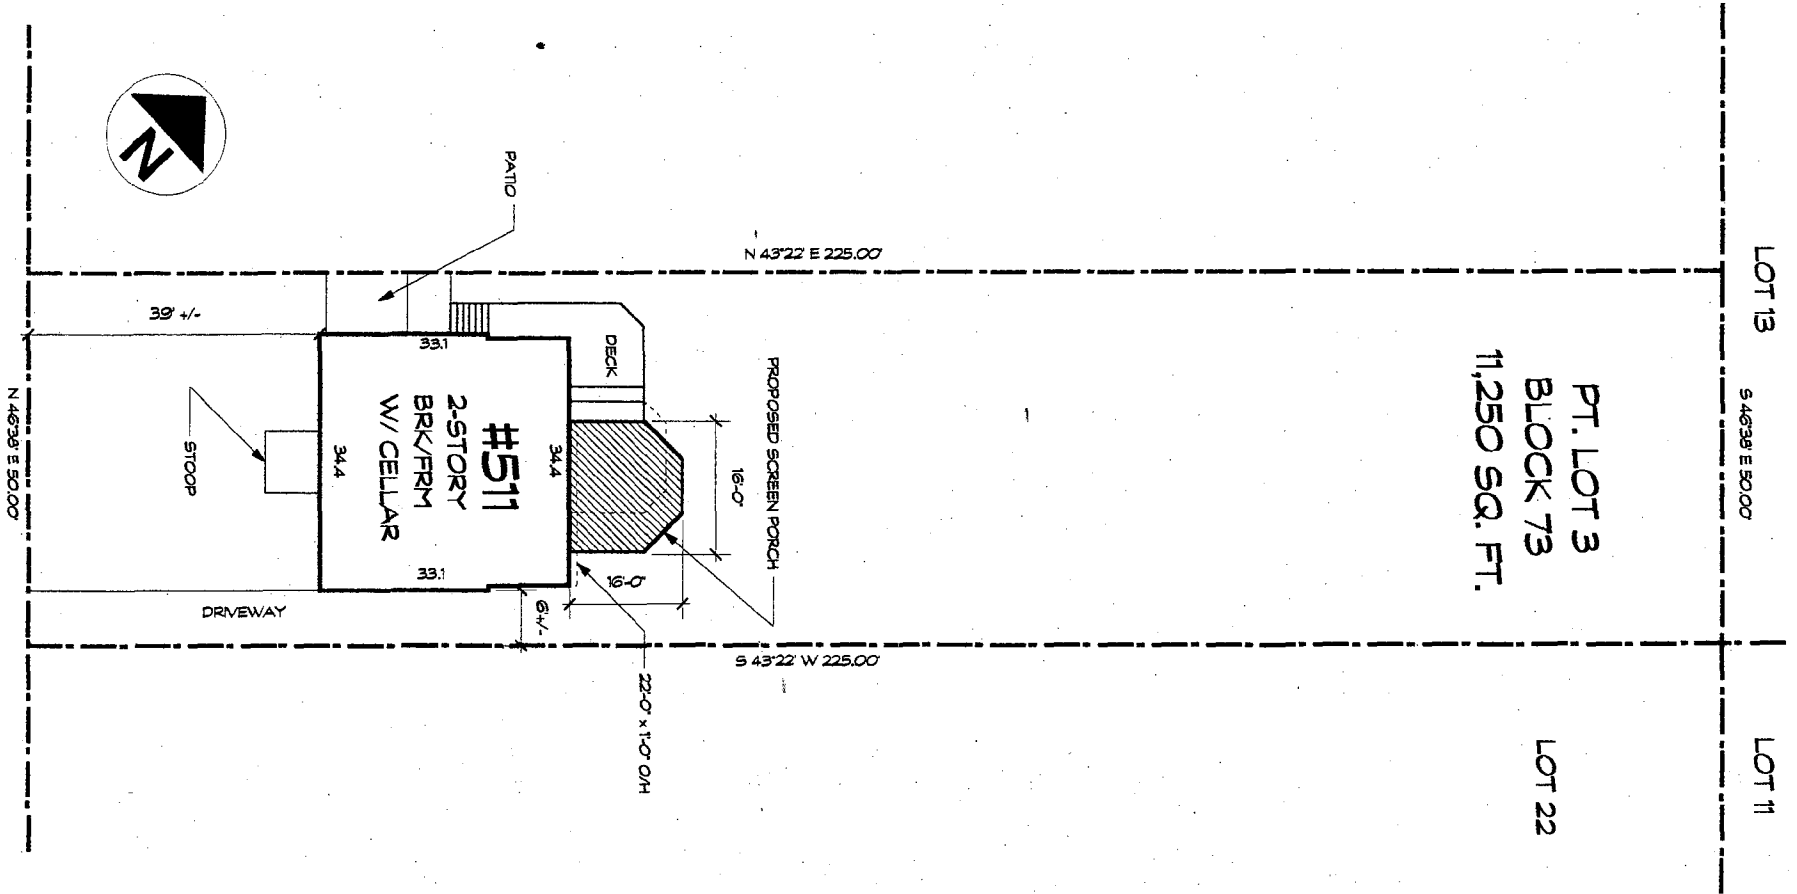 N
PATIO
N 43°22' E 225.00'
39' +/-
33.1
DECK
PROPOSED SCREEN PORCH
16'-0"
#511
2-STORY
BRK/FRM
W/ CELLAR
34.4
34.4
STOOP
33.1
16'-0"
6'+/-
DRIVEWAY
S 43°22' W 225.00'
22'-0" x 1'-0" O/H
N 46°38' E 50.00'
S 46°38' E 50.00'
PT. LOT 3
BLOCK 73
11,250 SQ. FT.
LOT 13
LOT 22
LOT 11